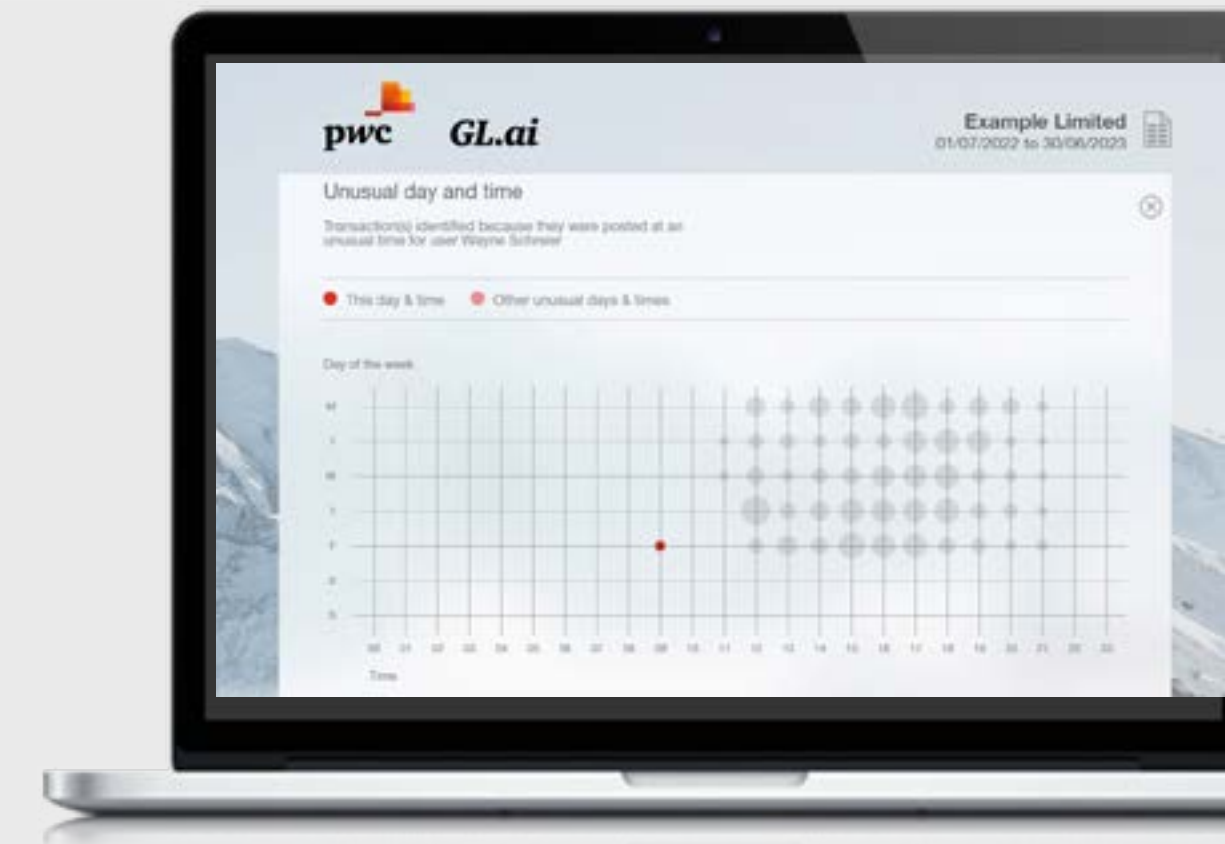 pwc GL.ai
Example Limited
01/07/2022 to 30/06/2023
Unusual day and time
Transaction(s) identified because they were posted at an
unusual time for user Wayne
This day & time Other unusual days & times
Day of the week
M
T
W
T
F
S
S
00 01 02 03 04 05 06 07 08 09 10 11 12 13 14 15 16 17 18 19 20 21 22 23
Time